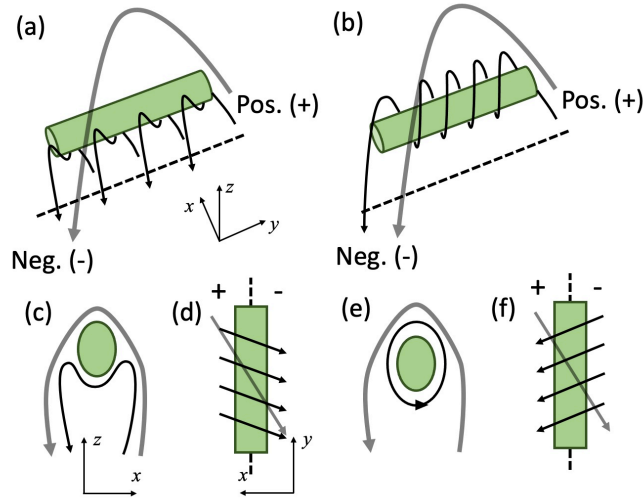 (a)
Pos. (+)
z
x
y
Neg. (-)
(b)
Pos. (+)
Neg. (-)
(c)
z
x
(d)
+ -
y
x
(e)
(f)
+ -